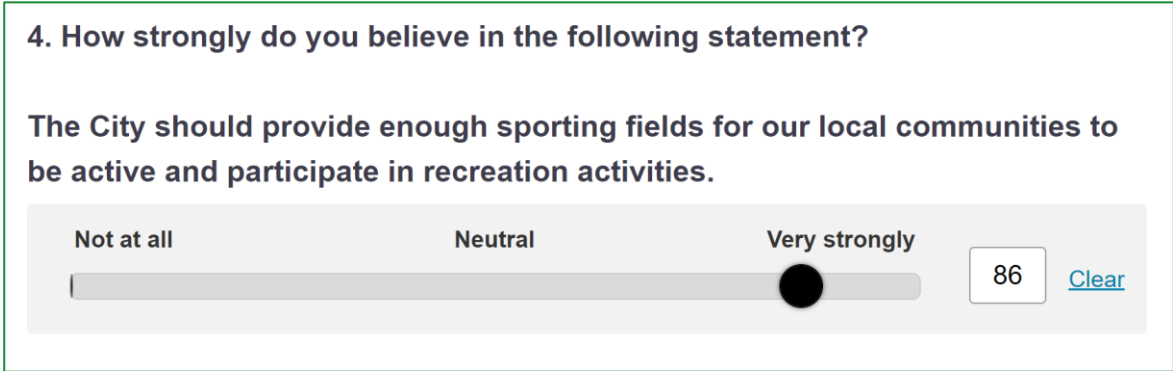 4. How strongly do you believe in the following statement?
The City should provide enough sporting fields for our local communities to
be active and participate in recreation activities.
Not at all Neutral Very strongly
86 Clear